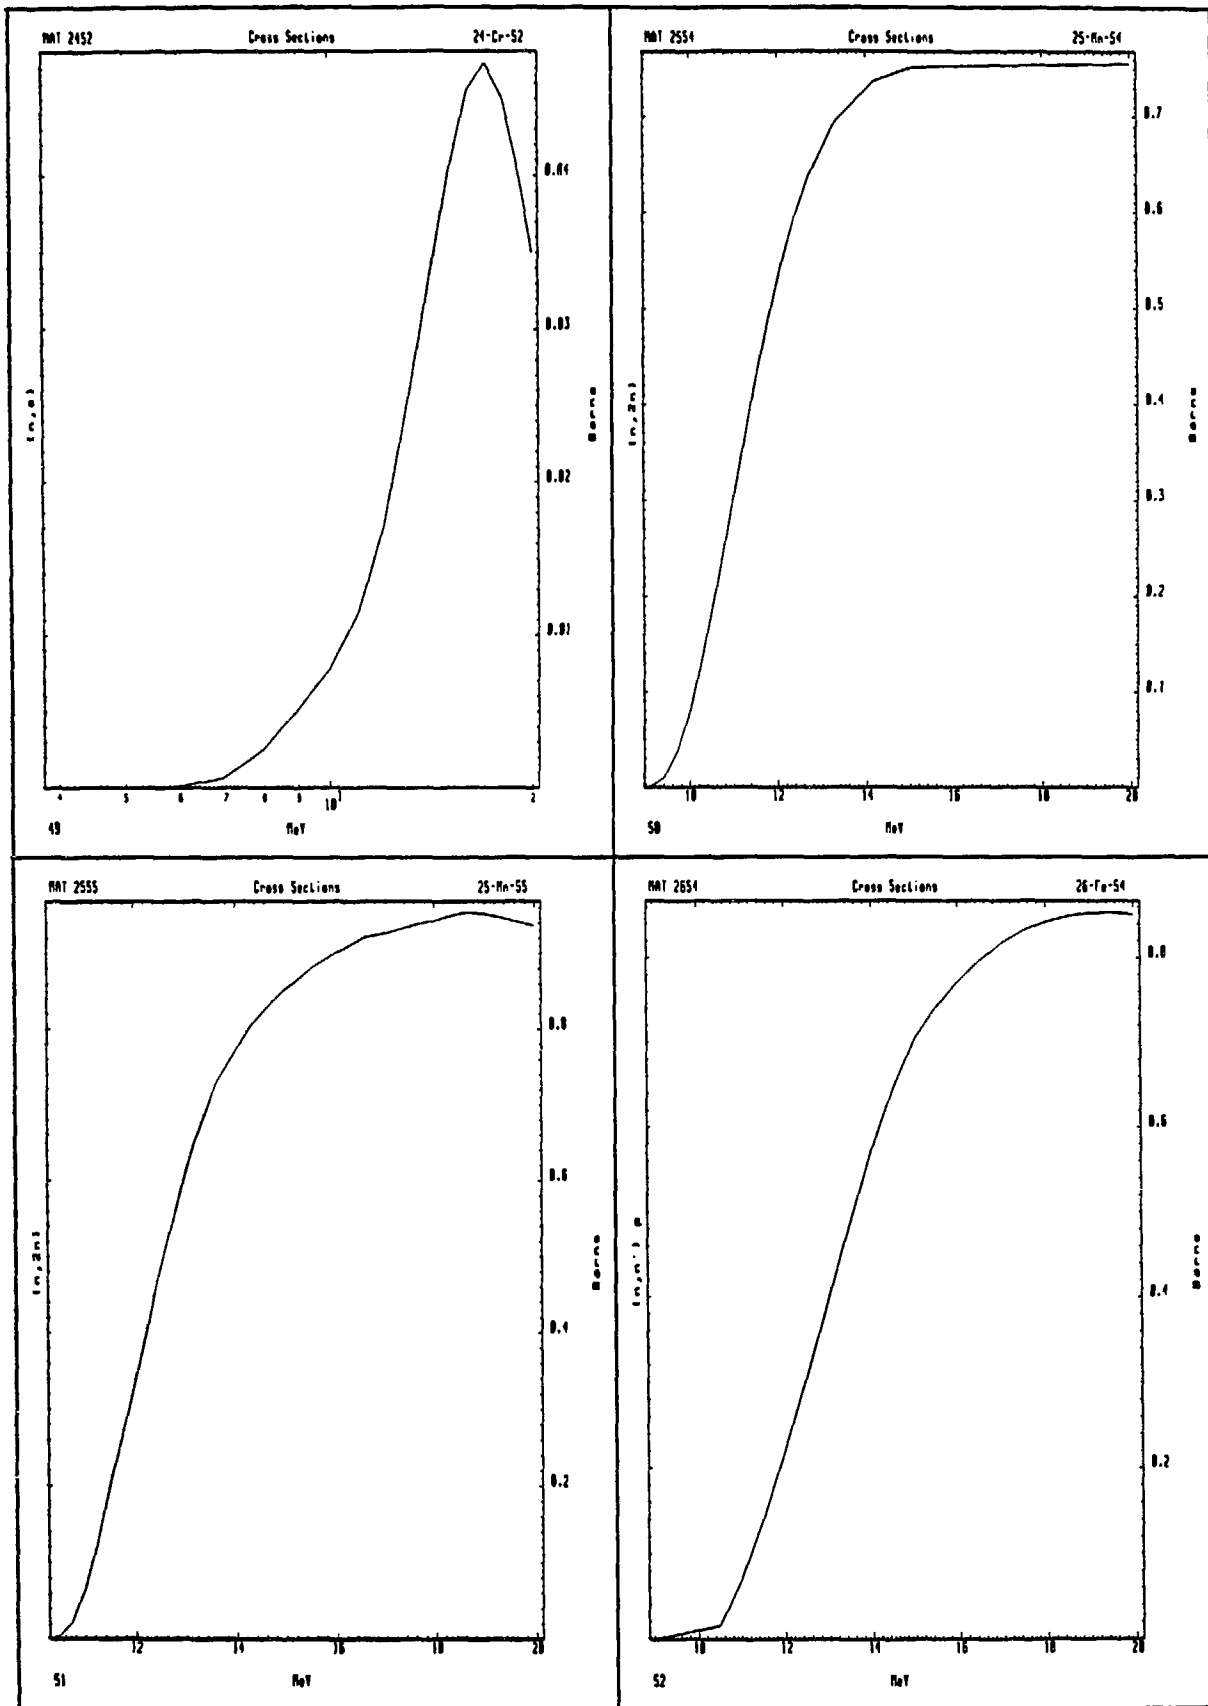 MAT 2452 Cross Sections 24-Cr-52
0.04
0.03
0.02
0.01
Barns
4 5 6 7 8 9 10¹ 2
49 MeV
MAT 2554 Cross Sections 25-Mn-54
(n,2n)
0.7
0.6
0.5
0.4
0.3
0.2
0.1
Barns
10 12 14 16 18 20
50 MeV
MAT 2555 Cross Sections 25-Mn-55
(n,2n)
0.8
0.6
0.4
0.2
Barns
12 14 16 18 20
51 MeV
MAT 2654 Cross Sections 26-Fe-54
(n,n') p
0.8
0.6
0.4
0.2
Barns
10 12 14 16 18 20
52 MeV